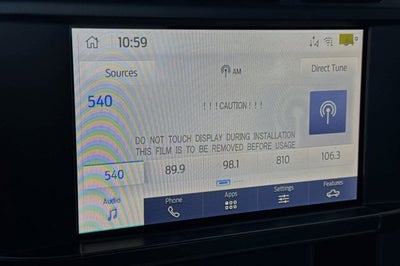 10:59
Sources
AM
Direct Tune
540
! ! ! CAUTION ! ! !
DO NOT TOUCH DISPLAY DURING INSTALLATION
THIS FILM IS TO BE REMOVED BEFORE USAGE
540 89.9 98.1 810 106.3
Audio Phone Apps Settings Features